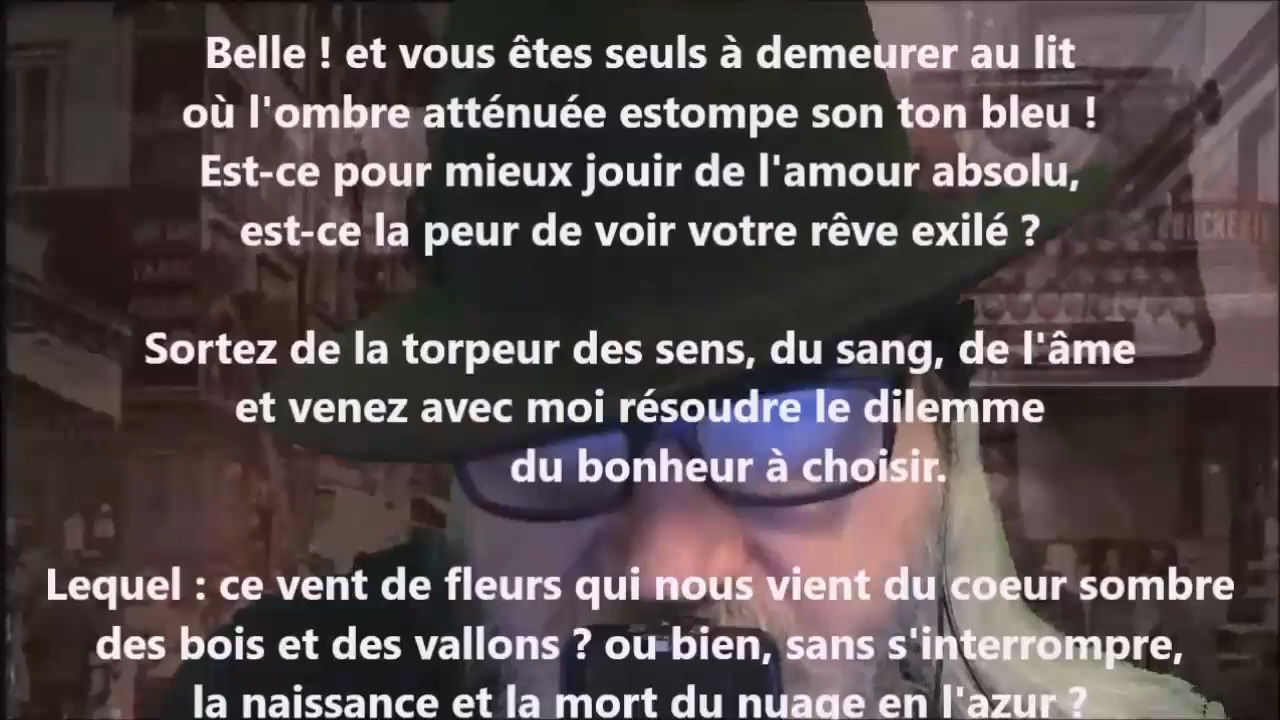 Belle ! et vous êtes seuls à demeurer au lit
où l'ombre atténuée estompe son ton bleu !
Est-ce pour mieux jouir de l'amour absolu,
est-ce la peur de voir votre rêve exilé ?
Sortez de la torpeur des sens, du sang, de l'âme
et venez avec moi résoudre le dilemme
du bonheur à choisir.
Lequel : ce vent de fleurs qui nous vient du coeur sombre
des bois et des vallons ? ou bien, sans s'interrompre,
la naissance et la mort du nuage en l'azur ?